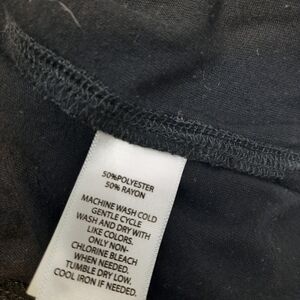 50%POLYESTER
50% RAYON
MACHINE WASH COLD
GENTLE CYCLE
WASH AND DRY WITH
LIKE COLORS.
ONLY NON-
CHLORINE BLEACH
WHEN NEEDED.
TUMBLE DRY LOW.
COOL IRON IF NEEDED.